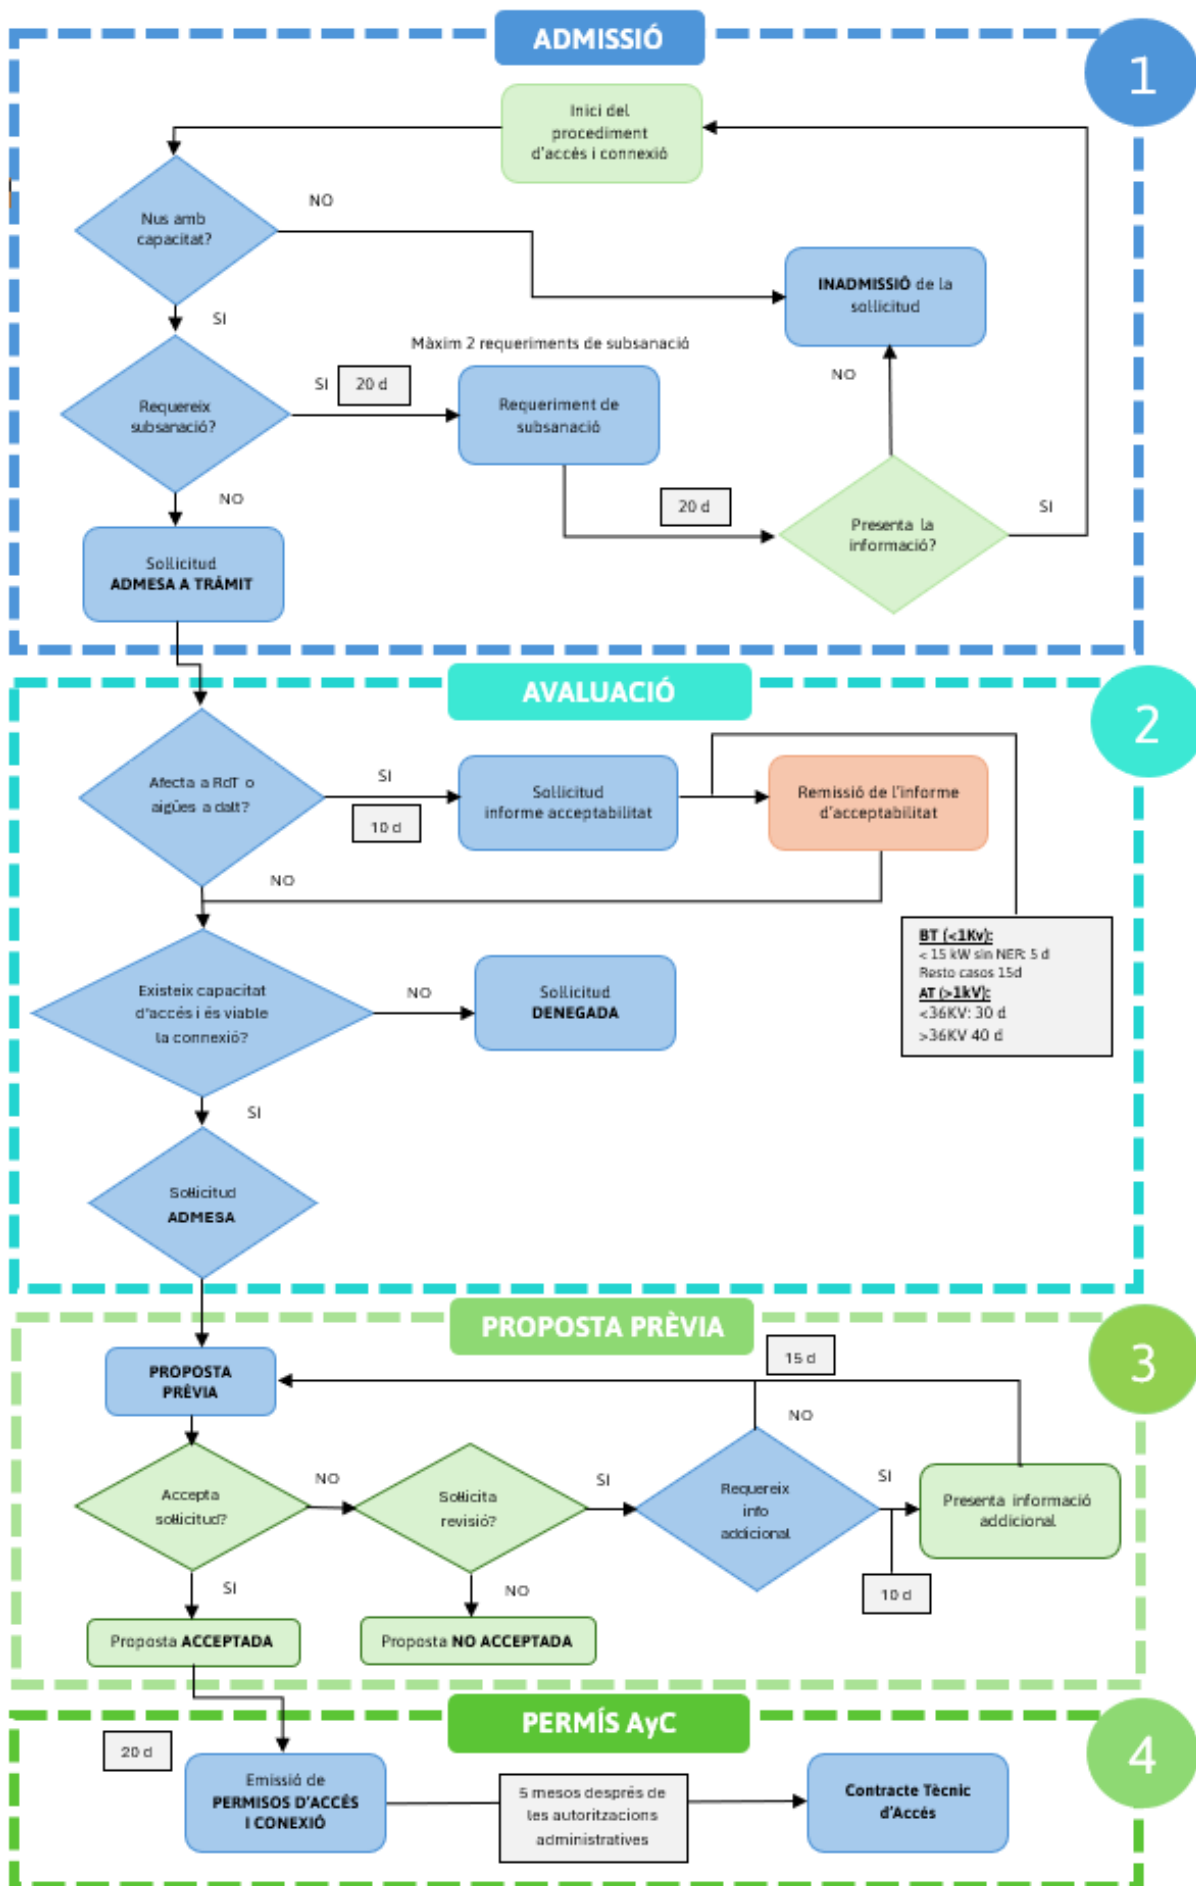 ADMISSIÓ
1
Inici del
procediment
d'accés i connexió
Nus amb
capacitat?
NO
INADMISSIÓ de la
sol·licitud
SI
Màxim 2 requeriments de subsanació
Requereix
subsanació?
SI
20 d
Requeriment de
subsanació
NO
NO
20 d
Presenta la
informació?
SI
Sol·licitud
ADMESA A TRÀMIT
AVALUACIÓ
2
Afecta a RdT o
aigües a dalt?
SI
10 d
Sol·licitud
informe acceptabilitat
Remissió de l'informe
d'acceptabilitat
NO
BT (<1Kv):
< 15 kW sin NER: 5 d
Resto casos 15d
AT (>1kV):
<36KV: 30 d
>36KV 40 d
Existeix capacitat
d'accés i és viable
la connexió?
NO
Sol·licitud
DENEGADA
SI
Sol·licitud
ADMESA
PROPOSTA PRÈVIA
3
PROPOSTA
PRÈVIA
15 d
NO
Accepta
sol·licitud?
NO
Sol·licita
revisió?
SI
Requereix
info
addicional
SI
Presenta informació
addicional
10 d
SI
NO
Proposta ACCEPTADA
Proposta NO ACCEPTADA
PERMÍS AyC
4
20 d
Emissió de
PERMISOS D'ACCÉS
I CONEXIÓ
5 mesos després de
les autoritzacions
administratives
Contracte Tècnic
d'Accés